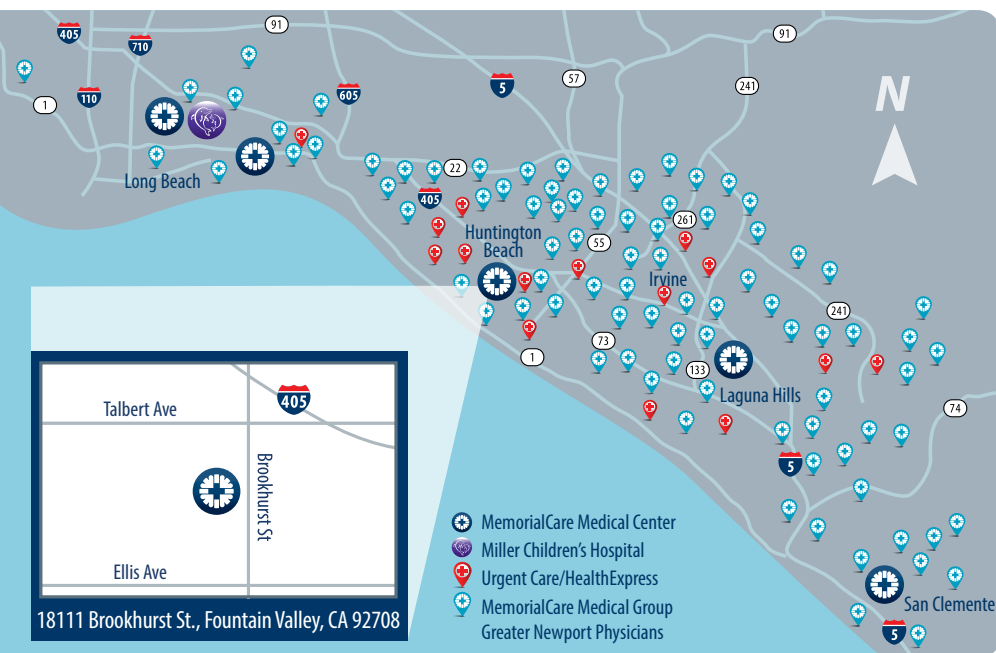 405
91
91
710
5
57
241
605
110
1
N
Long Beach
22
405
261
Huntington
Beach
55
Irvine
241
73
1
133
Laguna Hills
74
5
Talbert Ave
405
Brookhurst St
Ellis Ave
18111 Brookhurst St., Fountain Valley, CA 92708
MemorialCare Medical Center
Miller Children's Hospital
Urgent Care/HealthExpress
MemorialCare Medical Group
Greater Newport Physicians
San Clemente
5